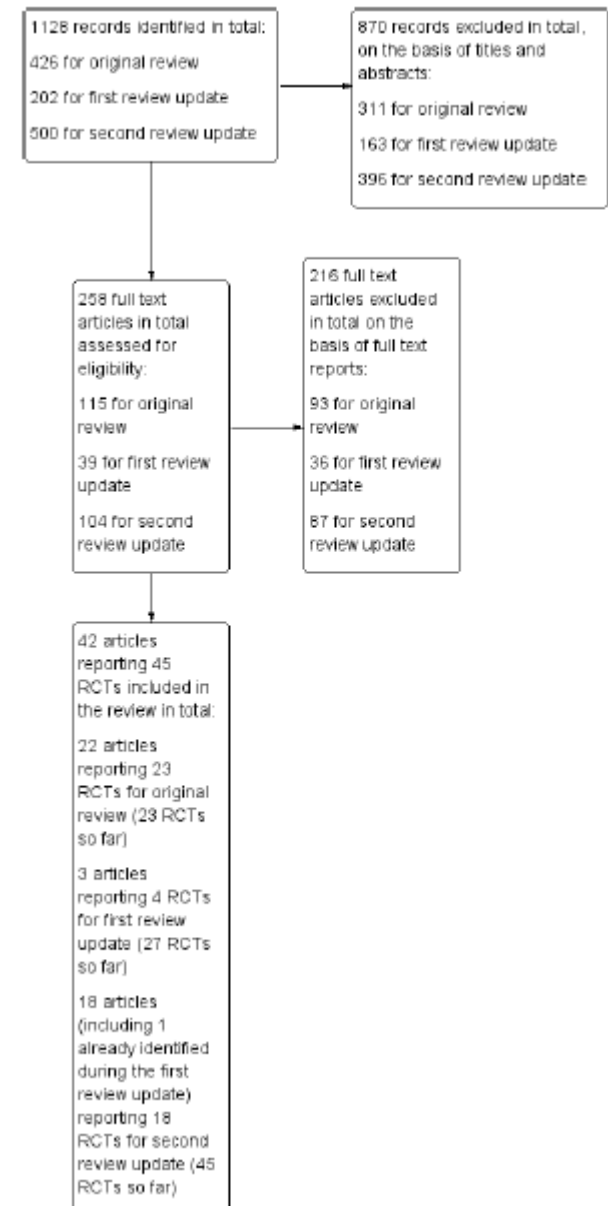 1128 records identified in total:
426 for original review
202 for first review update
500 for second review update
870 records excluded in total,
on the basis of titles and
abstracts:
311 for original review
163 for first review update
396 for second review update
258 full text
articles in total
assessed for
eligibility:
115 for original
review
39 for first review
update
104 for second
review update
216 full text
articles excluded
in total on the
basis of full text
reports:
93 for original
review
36 for first review
update
87 for second
review update
42 articles
reporting 45
RCTs included in
the review in total:
22 articles
reporting 23
RCTs for original
review (23 RCTs
so far)
3 articles
reporting 4 RCTs
for first review
update (27 RCTs
so far)
18 articles
(including 1
already identified
during the first
review update)
reporting 18
RCTs for second
review update (45
RCTs so far)